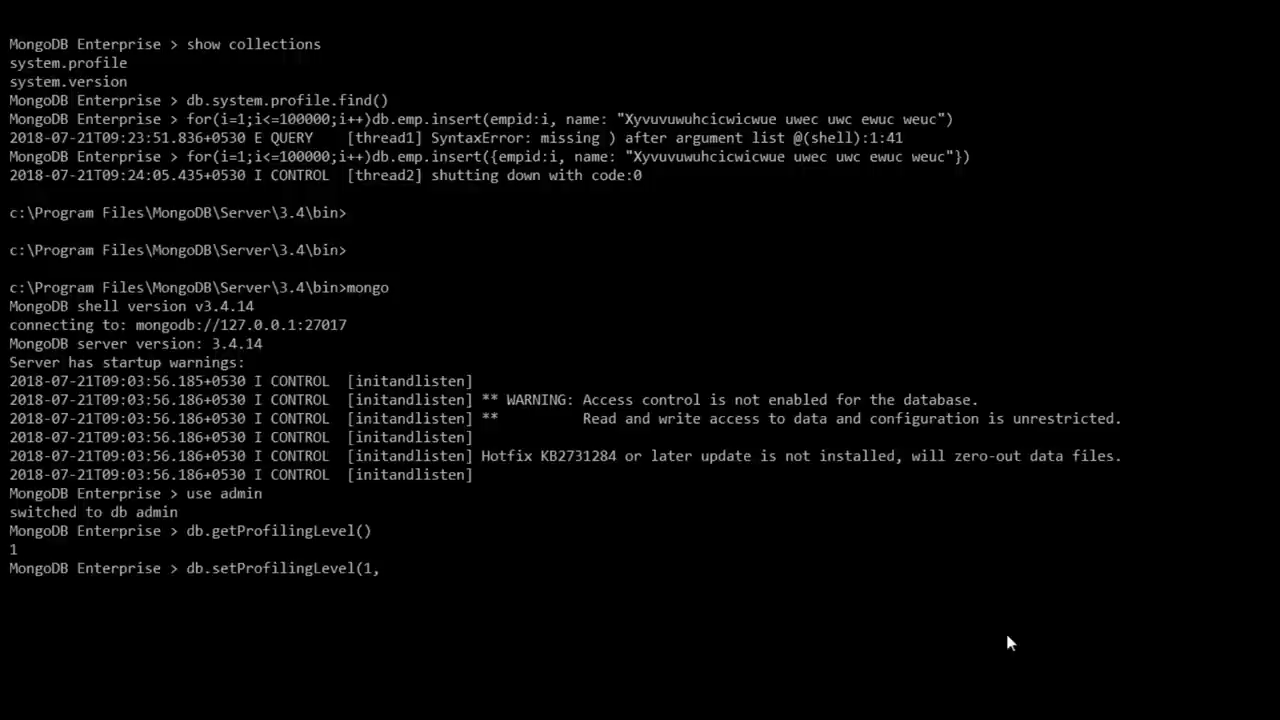 MongoDB Enterprise > show collections
system.profile
system.version
MongoDB Enterprise > db.system.profile.find()
MongoDB Enterprise > for(i=1;i<=100000;i++)db.emp.insert(empid:i, name: "Xyvuvuwuhcicwicwue uwec uwc ewuc weuc")
2018-07-21T09:23:51.836+0530 E QUERY    [thread1] SyntaxError: missing ) after argument list @(shell):1:41
MongoDB Enterprise > for(i=1;i<=100000;i++)db.emp.insert({empid:i, name: "Xyvuvuwuhcicwicwue uwec uwc ewuc weuc"})
2018-07-21T09:24:05.435+0530 I CONTROL  [thread2] shutting down with code:0
c:\Program Files\MongoDB\Server\3.4\bin>
c:\Program Files\MongoDB\Server\3.4\bin>
c:\Program Files\MongoDB\Server\3.4\bin>mongo
MongoDB shell version v3.4.14
connecting to: mongodb://127.0.0.1:27017
MongoDB server version: 3.4.14
Server has startup warnings:
2018-07-21T09:03:56.185+0530 I CONTROL  [initandlisten]
2018-07-21T09:03:56.186+0530 I CONTROL  [initandlisten] ** WARNING: Access control is not enabled for the database.
2018-07-21T09:03:56.186+0530 I CONTROL  [initandlisten] **          Read and write access to data and configuration is unrestricted.
2018-07-21T09:03:56.186+0530 I CONTROL  [initandlisten]
2018-07-21T09:03:56.186+0530 I CONTROL  [initandlisten] Hotfix KB2731284 or later update is not installed, will zero-out data files.
2018-07-21T09:03:56.186+0530 I CONTROL  [initandlisten]
MongoDB Enterprise > use admin
switched to db admin
MongoDB Enterprise > db.getProfilingLevel()
1
MongoDB Enterprise > db.setProfilingLevel(1,